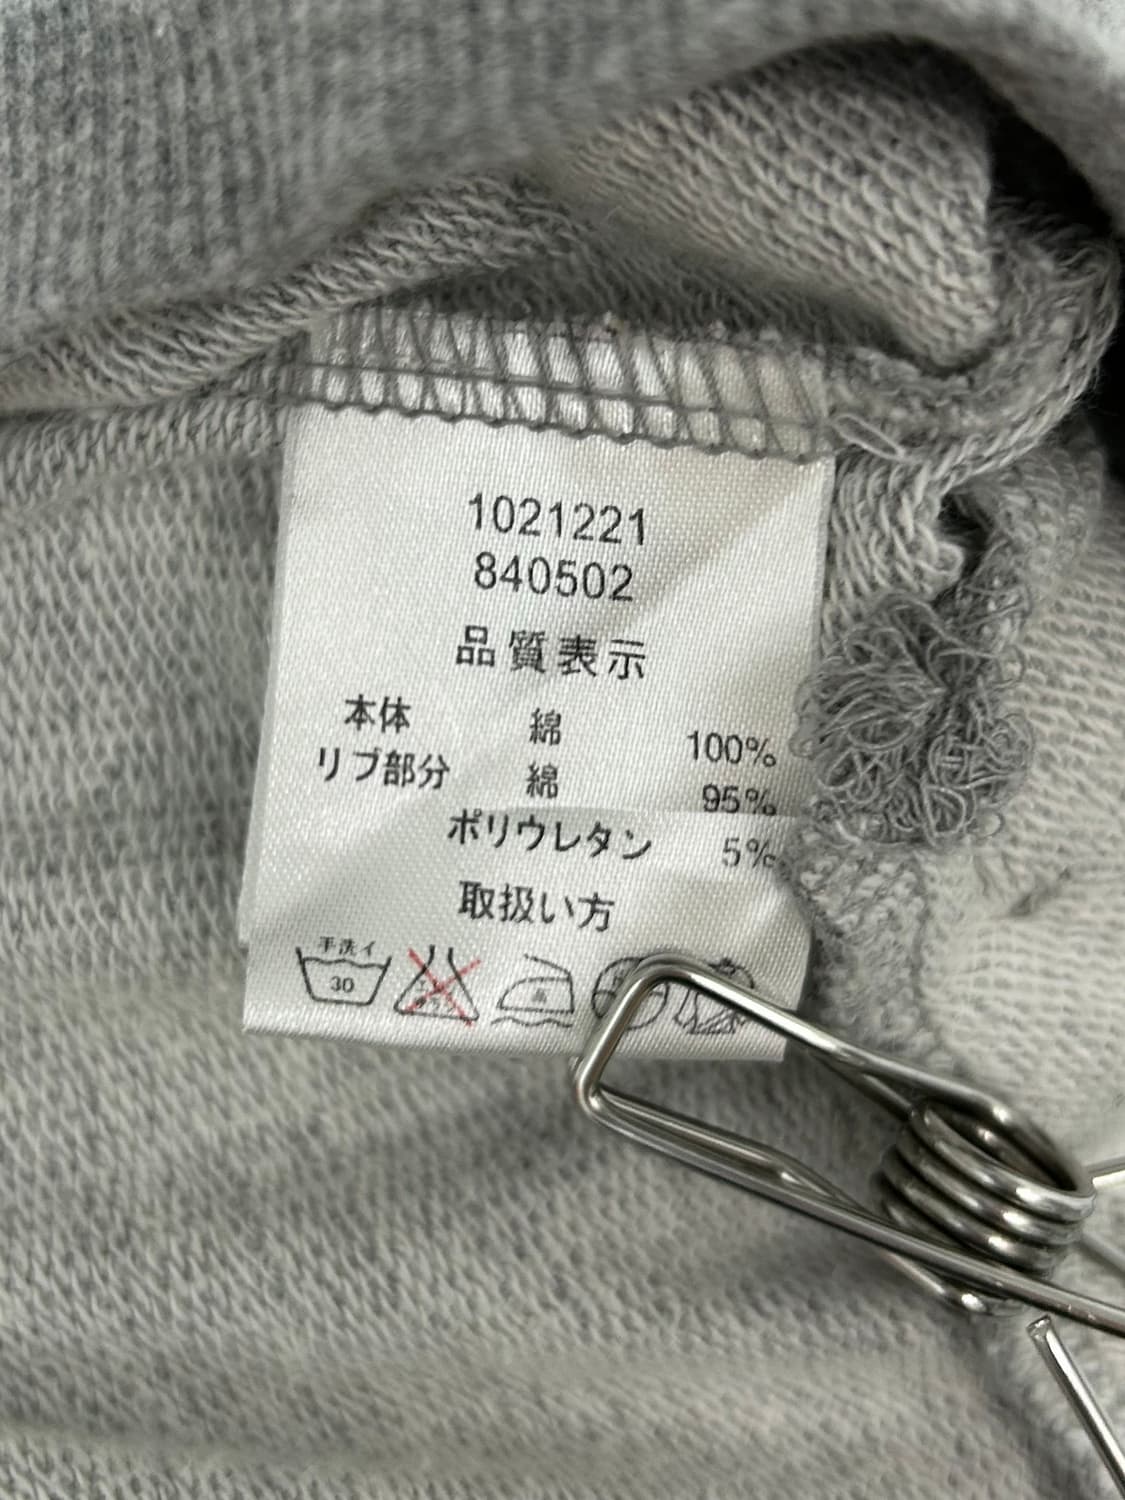 1021221
840502
品質表示
本体 綿 100%
リブ部分 綿 95%
ポリウレタン 5%
取扱い方
手洗イ
30